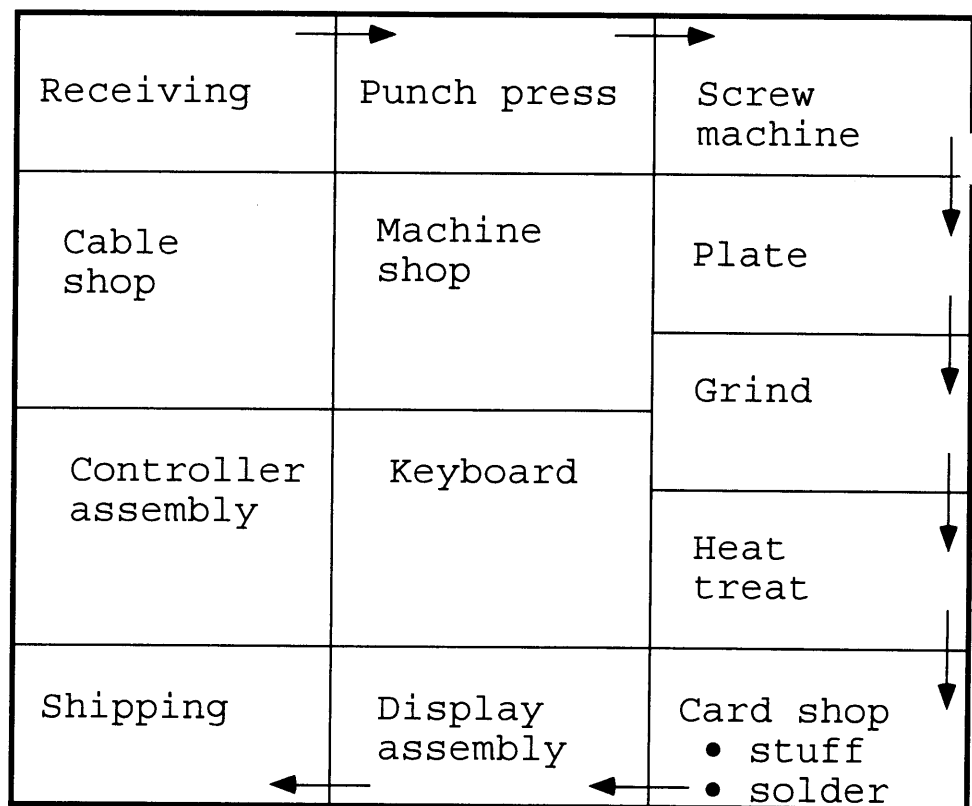 Receiving
Punch press
Screw
machine
Cable
shop
Machine
shop
Plate
Grind
Controller
assembly
Keyboard
Heat
treat
Shipping
Display
assembly
Card shop
• stuff
• solder